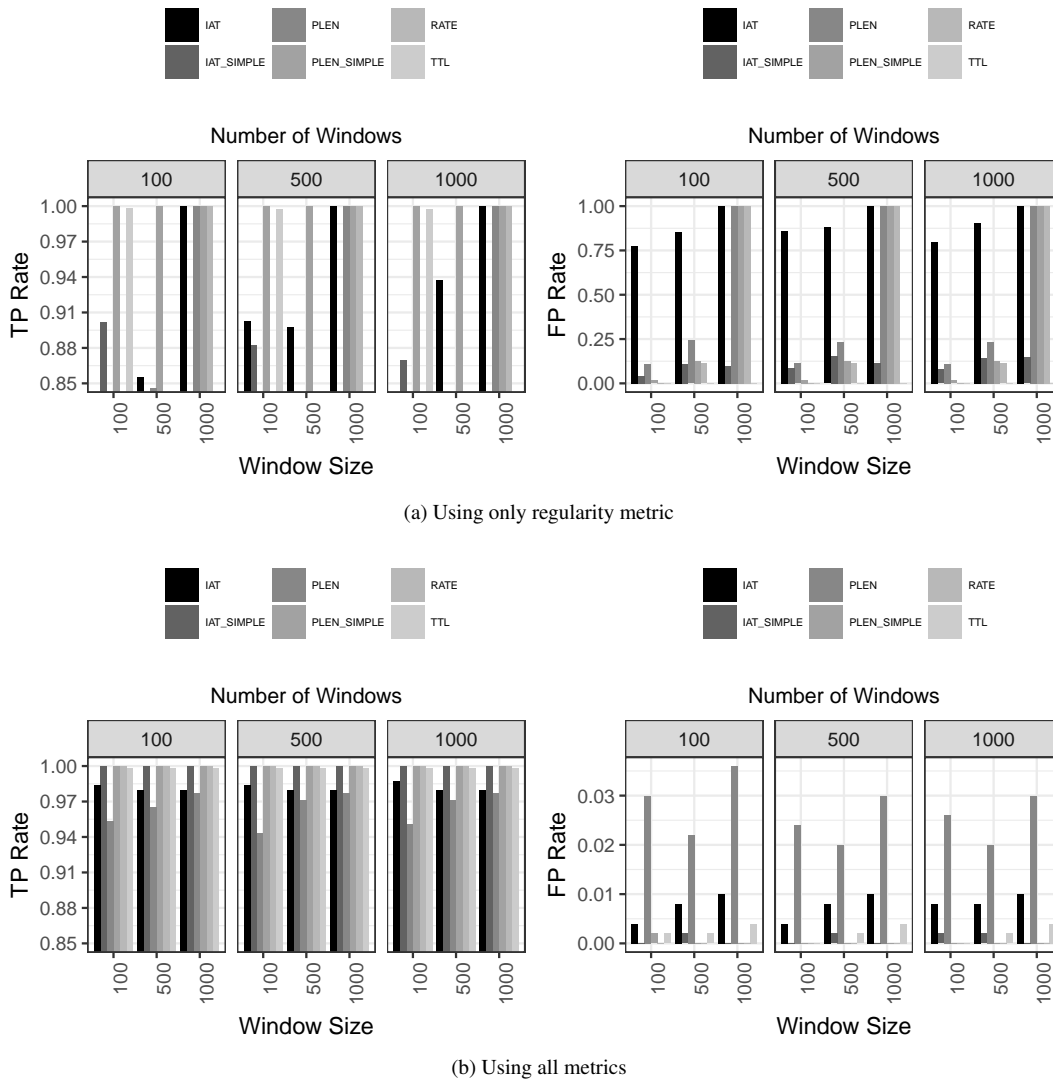 IAT PLEN RATE
IAT_SIMPLE PLEN_SIMPLE TTL
Number of Windows
100 500 1000
1.00
0.97
0.94
0.91
0.88
0.85
TP Rate
100 500 1000 100 500 1000 100 500 1000
Window Size
IAT PLEN RATE
IAT_SIMPLE PLEN_SIMPLE TTL
Number of Windows
100 500 1000
1.00
0.75
0.50
0.25
0.00
FP Rate
100 500 1000 100 500 1000 100 500 1000
Window Size
(a) Using only regularity metric
IAT PLEN RATE
IAT_SIMPLE PLEN_SIMPLE TTL
Number of Windows
100 500 1000
1.00
0.97
0.94
0.91
0.88
0.85
TP Rate
100 500 1000 100 500 1000 100 500 1000
Window Size
IAT PLEN RATE
IAT_SIMPLE PLEN_SIMPLE TTL
Number of Windows
100 500 1000
0.03
0.02
0.01
0.00
FP Rate
100 500 1000 100 500 1000 100 500 1000
Window Size
(b) Using all metrics